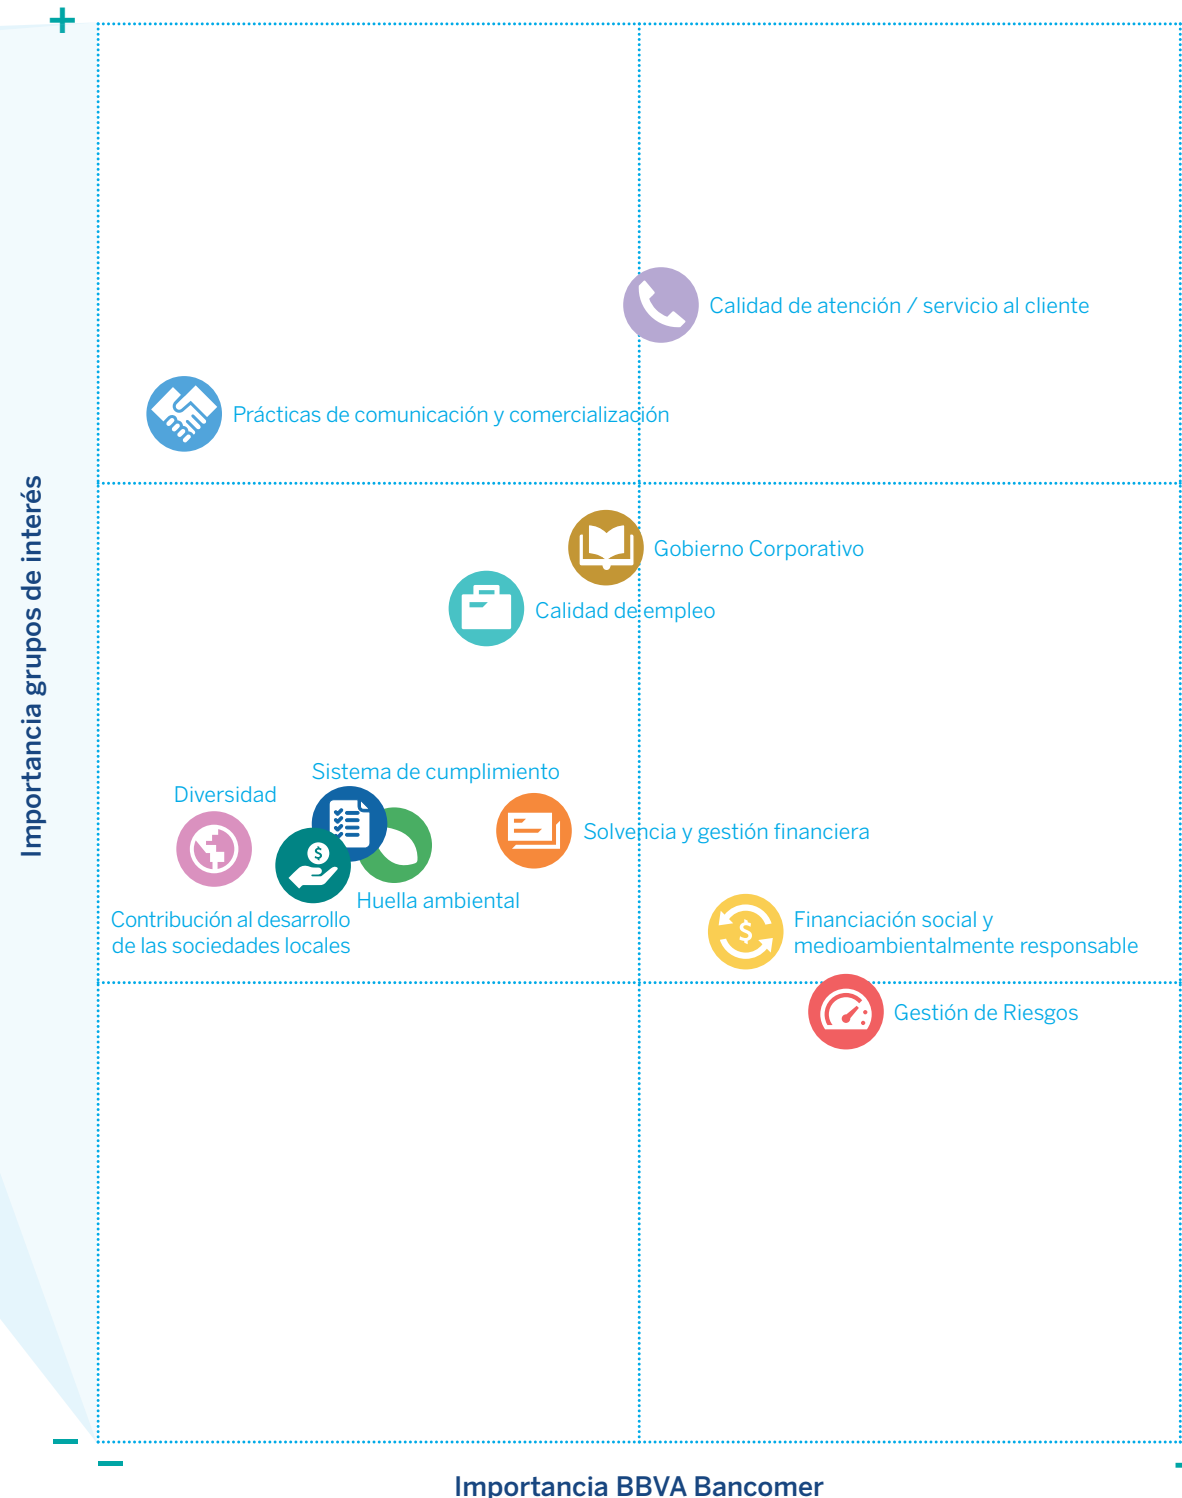 +
Calidad de atención / servicio al cliente
Prácticas de comunicación y comercialización
Importancia grupos de interés
Gobierno Corporativo
Calidad de empleo
Sistema de cumplimiento
Diversidad
$
Solvencia y gestión financiera
Huella ambiental
Contribución al desarrollo
de las sociedades locales
$
Financiación social y
medioambientalmente responsable
Gestión de Riesgos
–
–
Importancia BBVA Bancomer